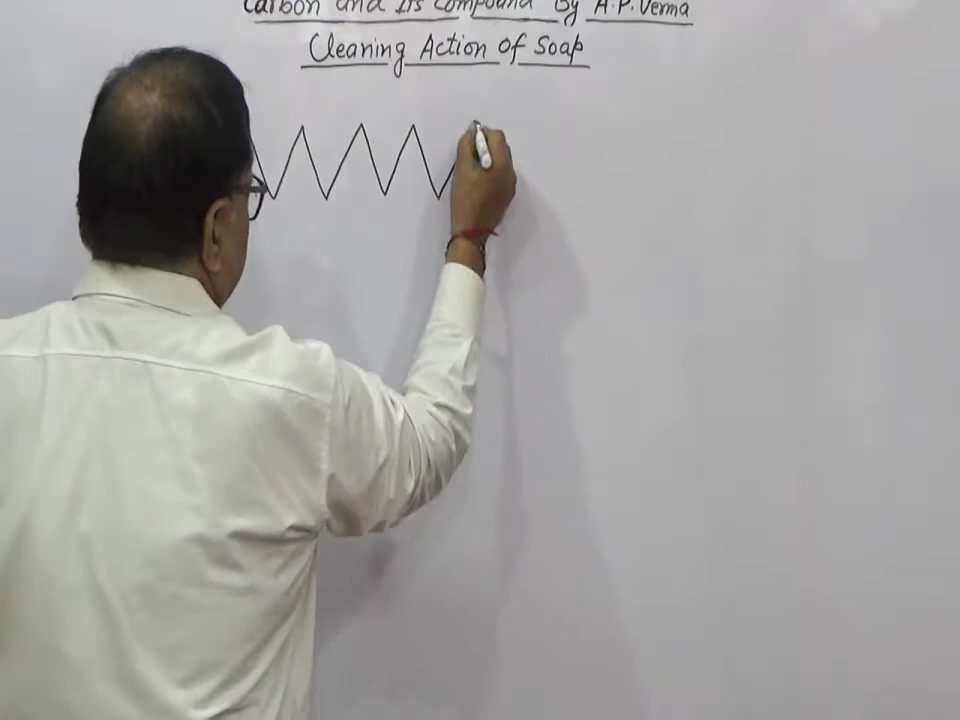 Carbon and Its Compound By A.P. Verma
Cleaning Action Of Soap